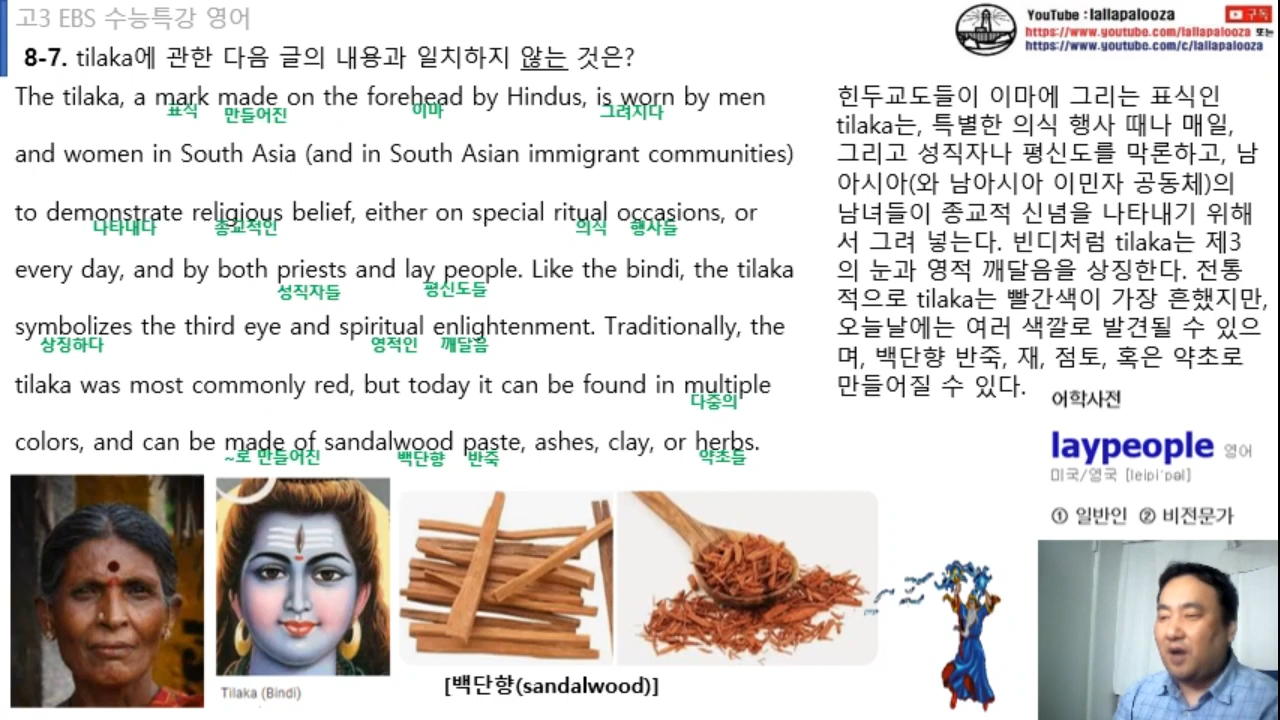 고3 EBS 수능특강 영어
YouTube : lallapalooza
구독
https://www.youtube.com/lallapalooza 또는
https://www.youtube.com/c/lallapalooza
8-7. tilaka에 관한 다음 글의 내용과 일치하지 않는 것은?
The tilaka, a mark made on the forehead by Hindus, is worn by men
표식 만들어진 이마 그려지다
and women in South Asia (and in South Asian immigrant communities)
to demonstrate religious belief, either on special ritual occasions, or
나타내다 종교적인 의식 행사들
every day, and by both priests and lay people. Like the bindi, the tilaka
성직자들 평신도들
symbolizes the third eye and spiritual enlightenment. Traditionally, the
상징하다 영적인 깨달음
tilaka was most commonly red, but today it can be found in multiple
다중의
colors, and can be made of sandalwood paste, ashes, clay, or herbs.
~로 만들어진 백단향 반죽 약초들
힌두교도들이 이마에 그리는 표식인
tilaka는, 특별한 의식 행사 때나 매일,
그리고 성직자나 평신도를 막론하고, 남
아시아(와 남아시아 이민자 공동체)의
남녀들이 종교적 신념을 나타내기 위해
서 그려 넣는다. 빈디처럼 tilaka는 제3
의 눈과 영적 깨달음을 상징한다. 전통
적으로 tilaka는 빨간색이 가장 흔했지만,
오늘날에는 여러 색깔로 발견될 수 있으
며, 백단향 반죽, 재, 점토, 혹은 약초로
만들어질 수 있다.
어학사전
laypeople 영어
미국/영국 [leipiˈpəl]
① 일반인 ② 비전문가
Tilaka (Bindi)
[백단향(sandalwood)]